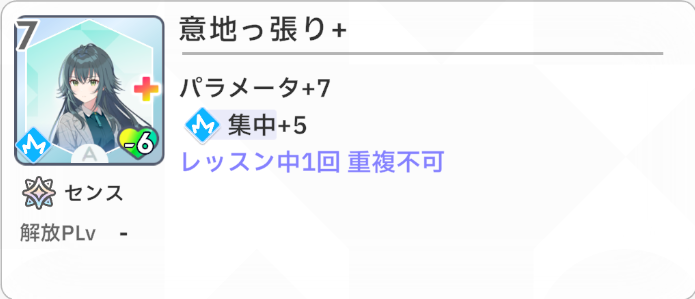 7
意地っ張り+
パラメータ+7
集中+5
レッスン中1回 重複不可
-6
A
センス
解放PLv -